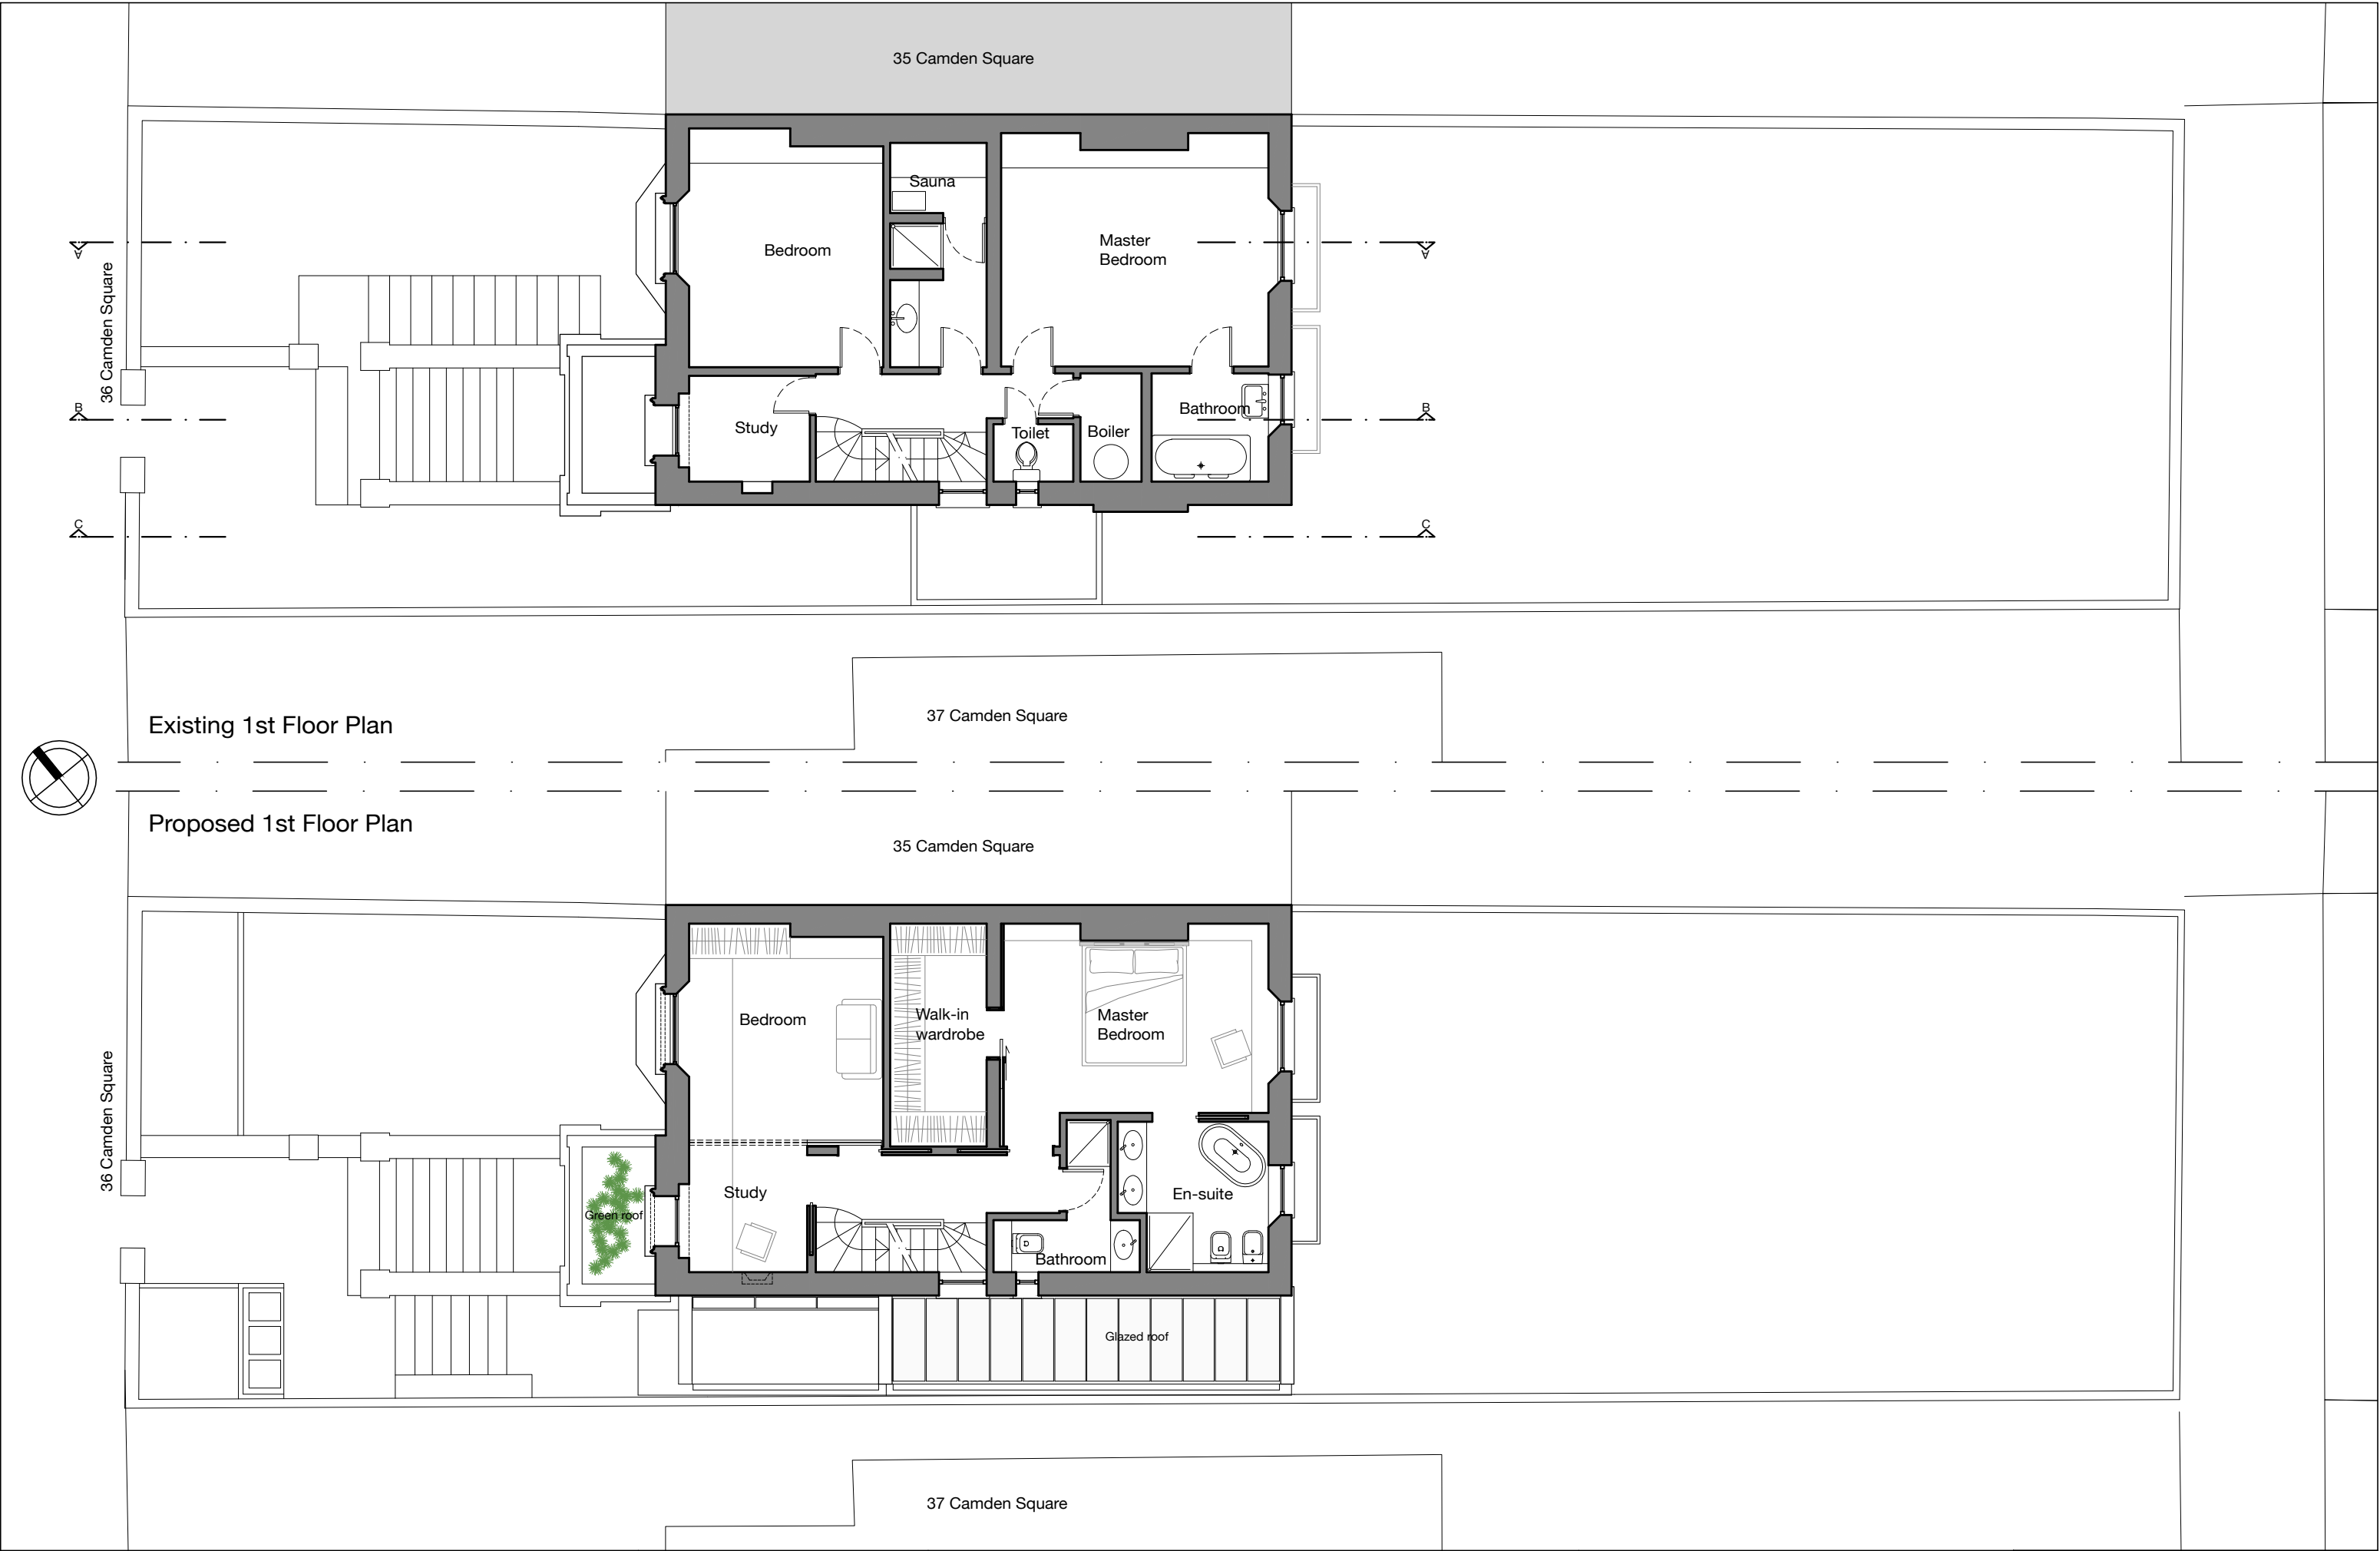 35 Camden Square
Sauna
Bedroom
Master
Bedroom
A
A
36 Camden Square
B
B
Study
Toilet
Boiler
Bathroom
C
C
37 Camden Square
Existing 1st Floor Plan
Proposed 1st Floor Plan
35 Camden Square
Bedroom
Walk-in
wardrobe
Master
Bedroom
36 Camden Square
Study
Green roof
En-suite
Bathroom
Glazed roof
37 Camden Square